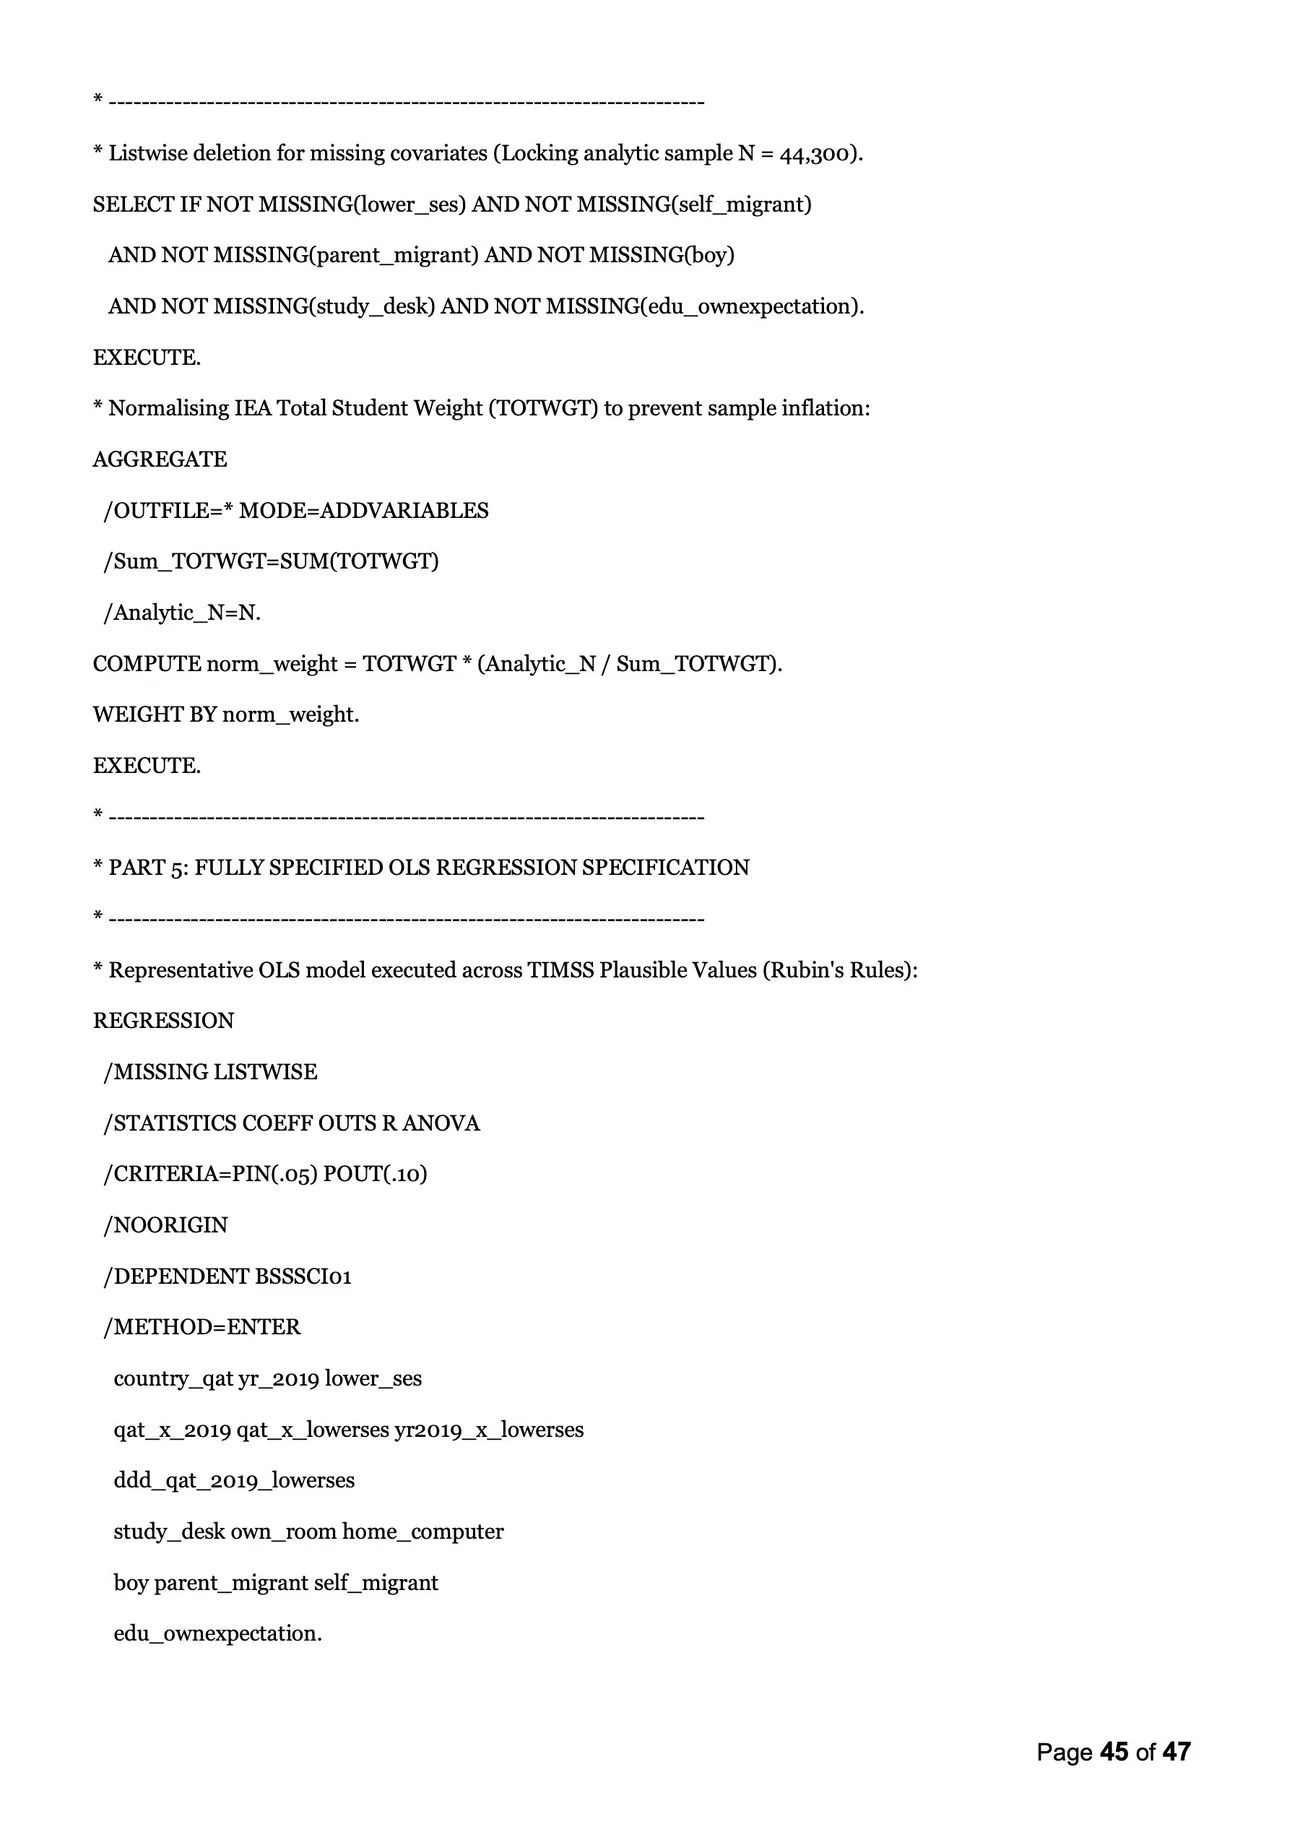 * -------------------------------------------------------------------------
* Listwise deletion for missing covariates (Locking analytic sample N = 44,300).
SELECT IF NOT MISSING(lower_ses) AND NOT MISSING(self_migrant)
AND NOT MISSING(parent_migrant) AND NOT MISSING(boy)
AND NOT MISSING(study_desk) AND NOT MISSING(edu_ownexpectation).
EXECUTE.
* Normalising IEA Total Student Weight (TOTWGT) to prevent sample inflation:
AGGREGATE
/OUTFILE=* MODE=ADDVARIABLES
/Sum_TOTWGT=SUM(TOTWGT)
/Analytic_N=N.
COMPUTE norm_weight = TOTWGT * (Analytic_N / Sum_TOTWGT).
WEIGHT BY norm_weight.
EXECUTE.
* -------------------------------------------------------------------------
* PART 5: FULLY SPECIFIED OLS REGRESSION SPECIFICATION
* -------------------------------------------------------------------------
* Representative OLS model executed across TIMSS Plausible Values (Rubin's Rules):
REGRESSION
/MISSING LISTWISE
/STATISTICS COEFF OUTS R ANOVA
/CRITERIA=PIN(.05) POUT(.10)
/NOORIGIN
/DEPENDENT BSSSCI01
/METHOD=ENTER
country_qat yr_2019 lower_ses
qat_x_2019 qat_x_lowerses yr2019_x_lowerses
ddd_qat_2019_lowerses
study_desk own_room home_computer
boy parent_migrant self_migrant
edu_ownexpectation.
Page 45 of 47